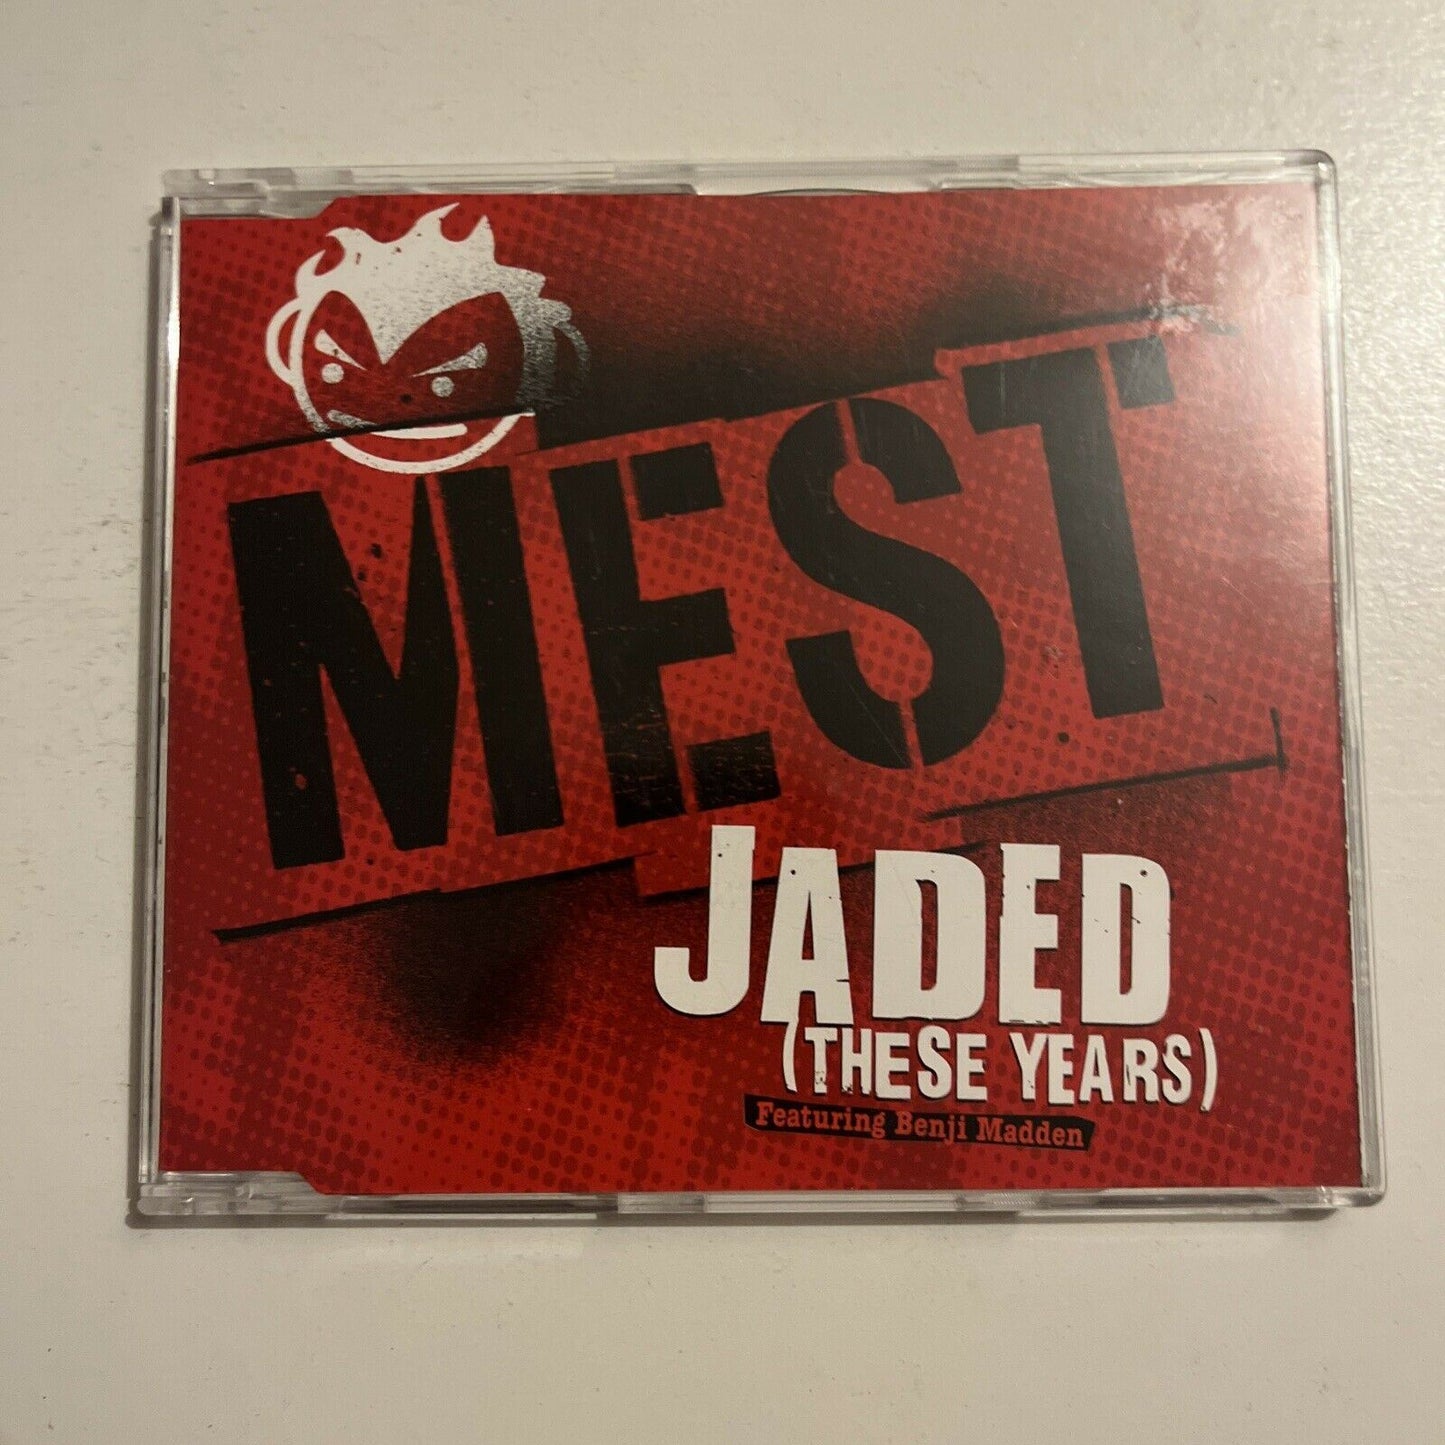 MEST
JADED
(THESE YEARS)
Featuring Benji Madden